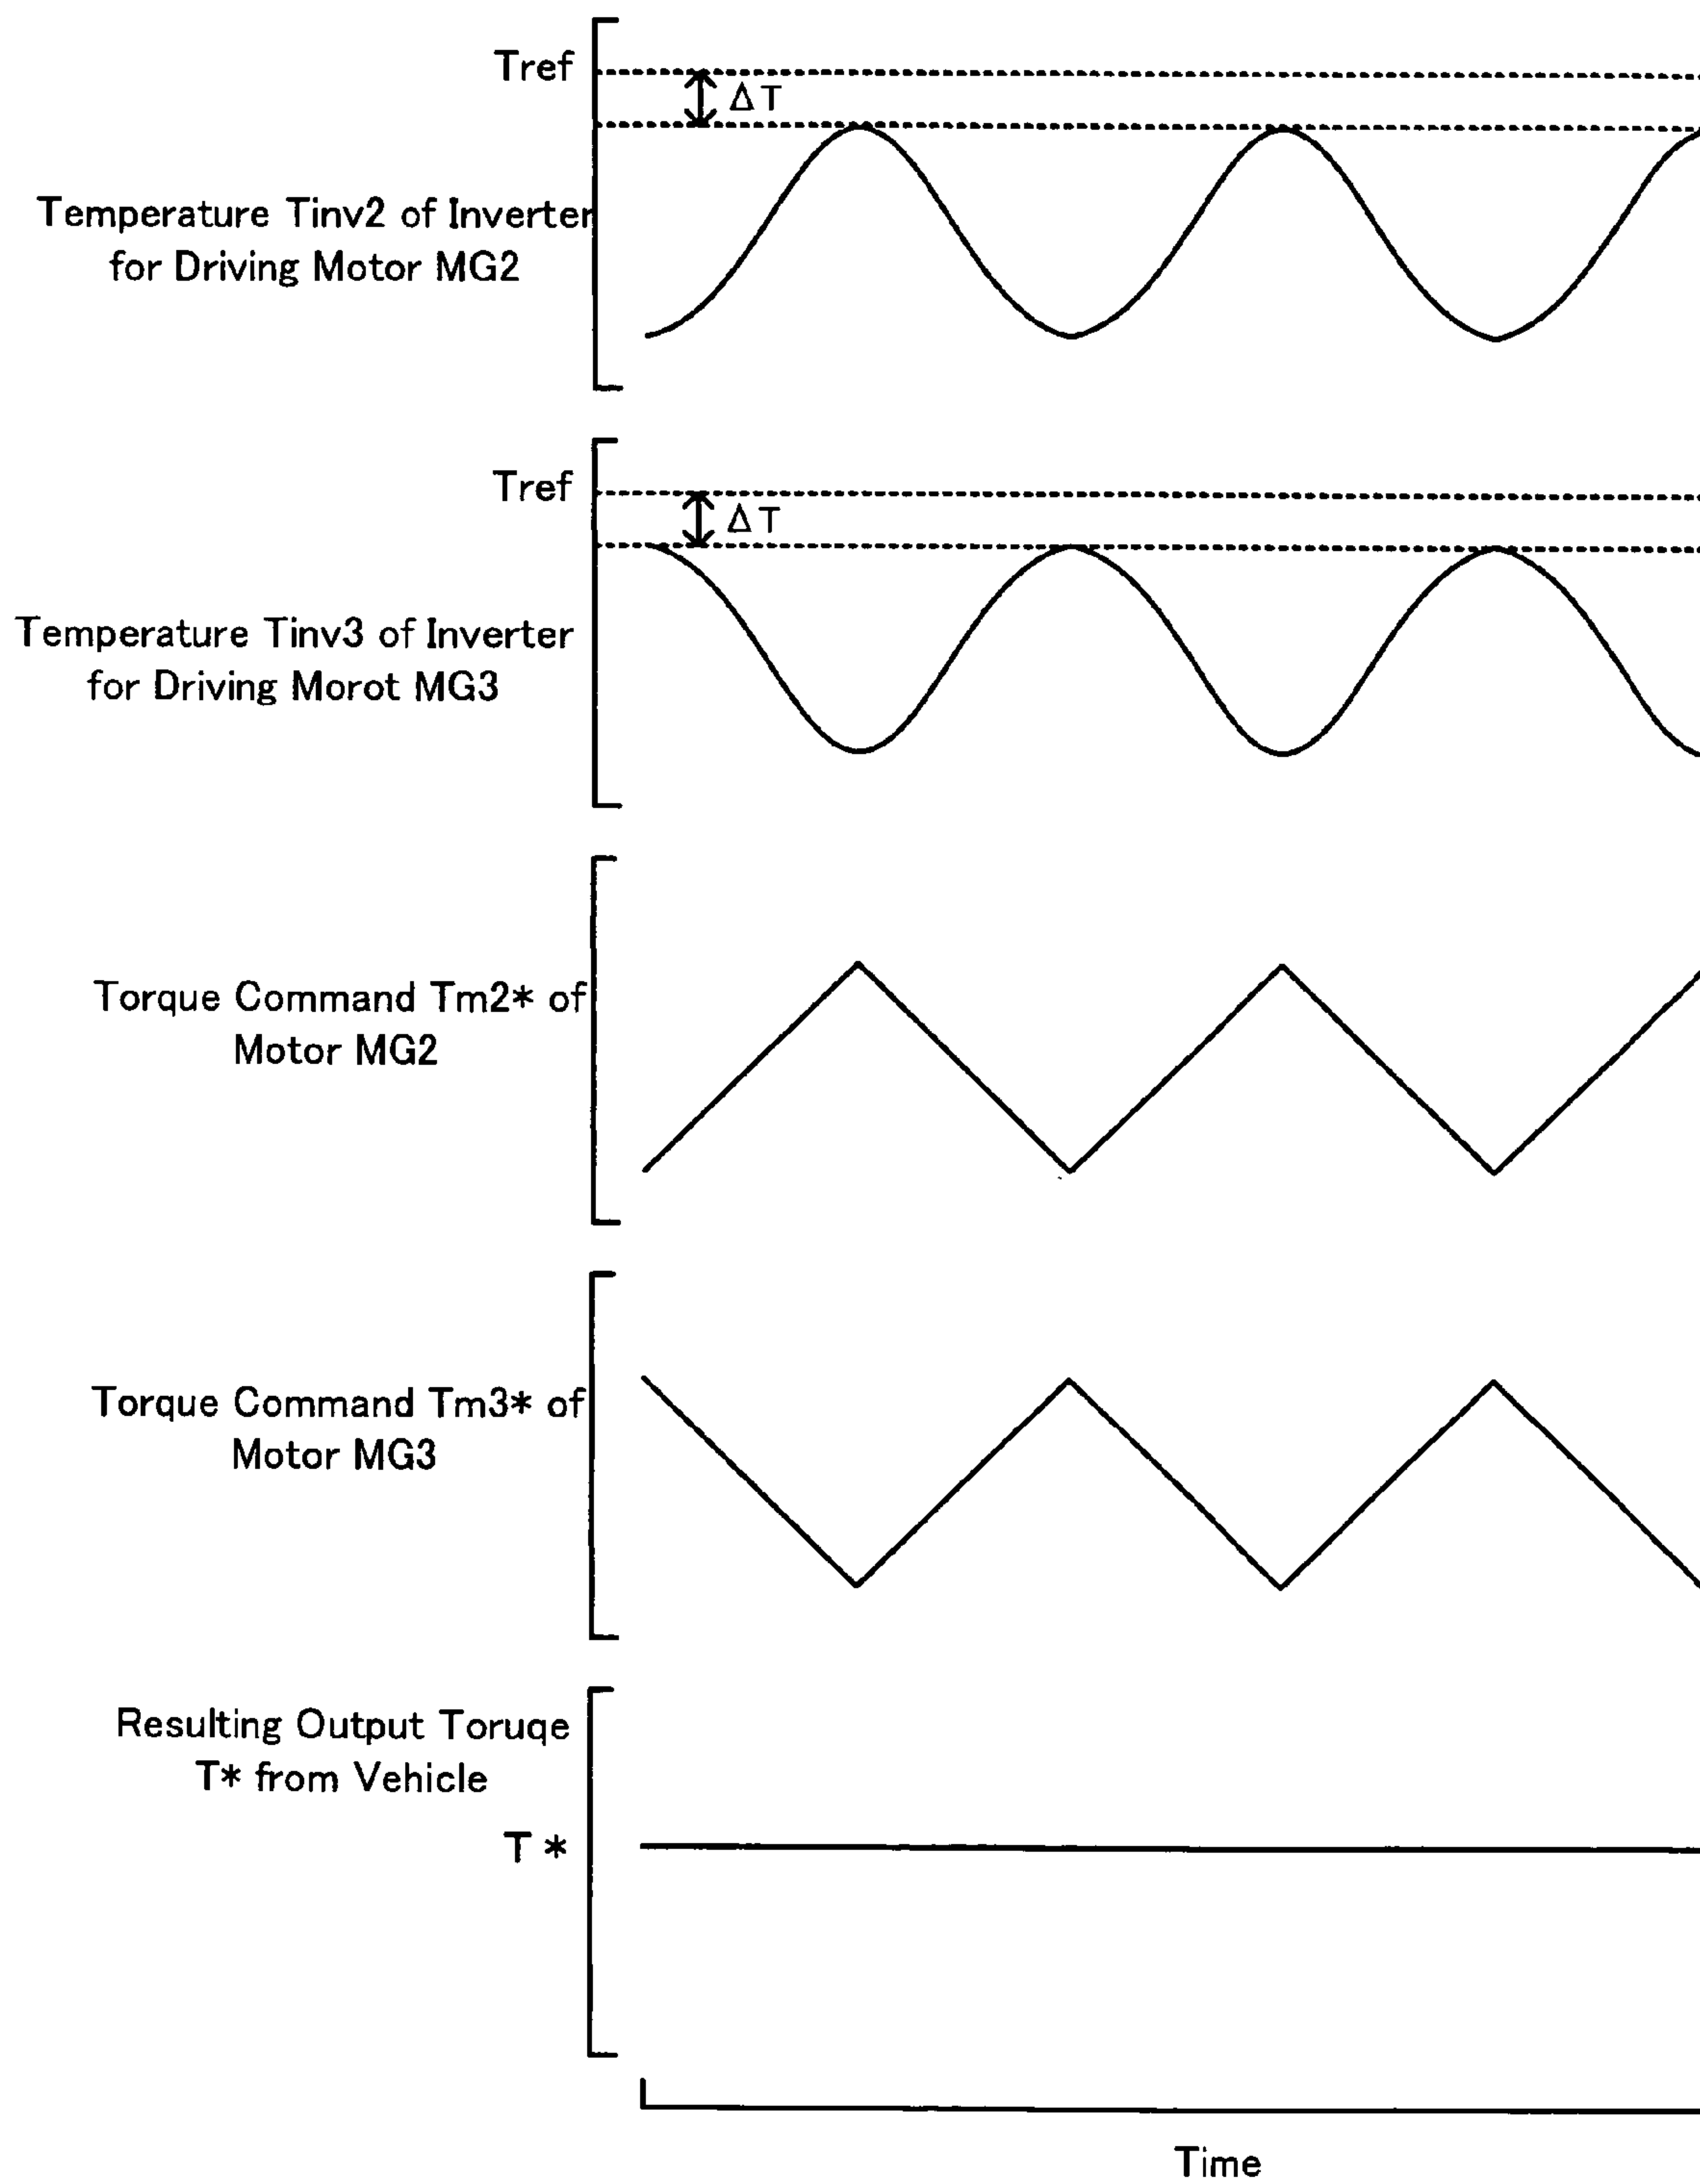 Tref
ΔT
Temperature Tinv2 of Inverter
for Driving Motor MG2
Tref
ΔT
Temperature Tinv3 of Inverter
for Driving Morot MG3
Torque Command Tm2* of
Motor MG2
Torque Command Tm3* of
Motor MG3
Resulting Output Toruqe
T* from Vehicle
T *
Time